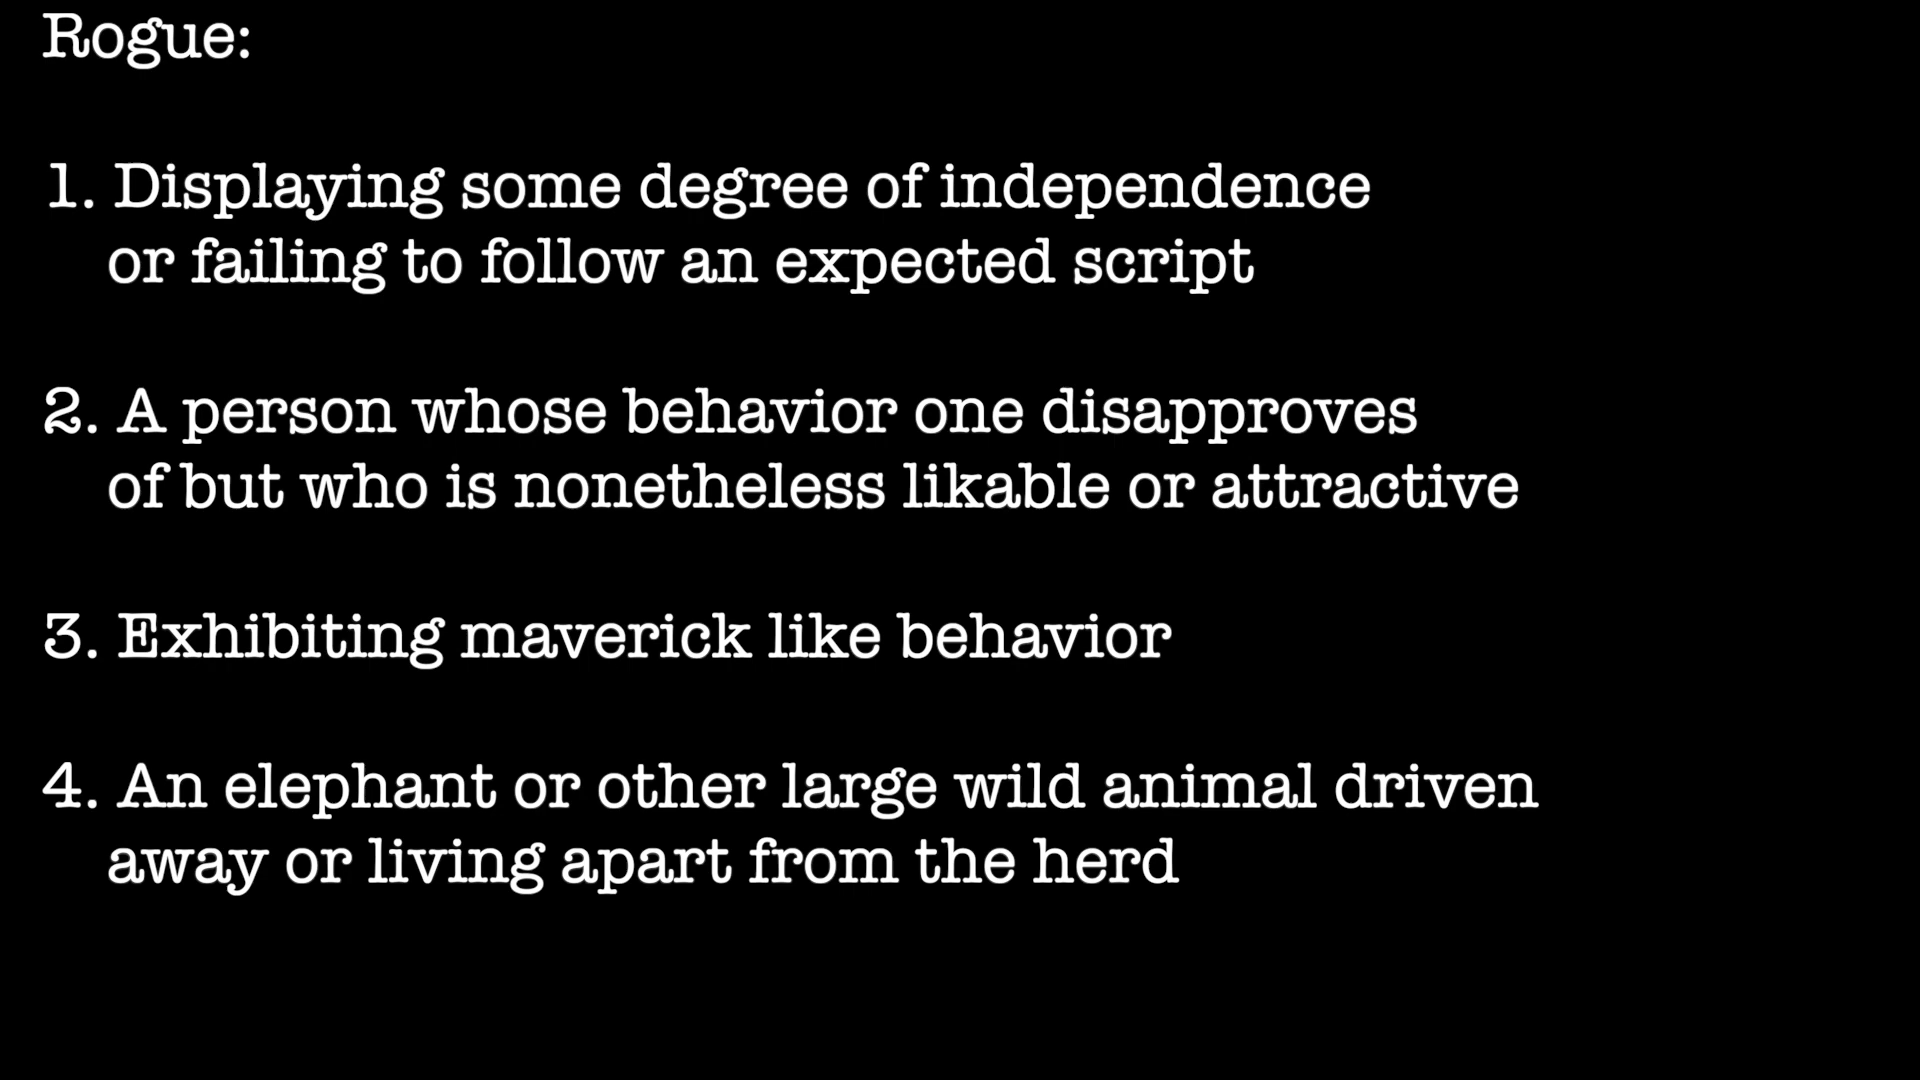 Rogue:
1. Displaying some degree of independence
or failing to follow an expected script
2. A person whose behavior one disapproves
of but who is nonetheless likable or attractive
3. Exhibiting maverick like behavior
4. An elephant or other large wild animal driven
away or living apart from the herd